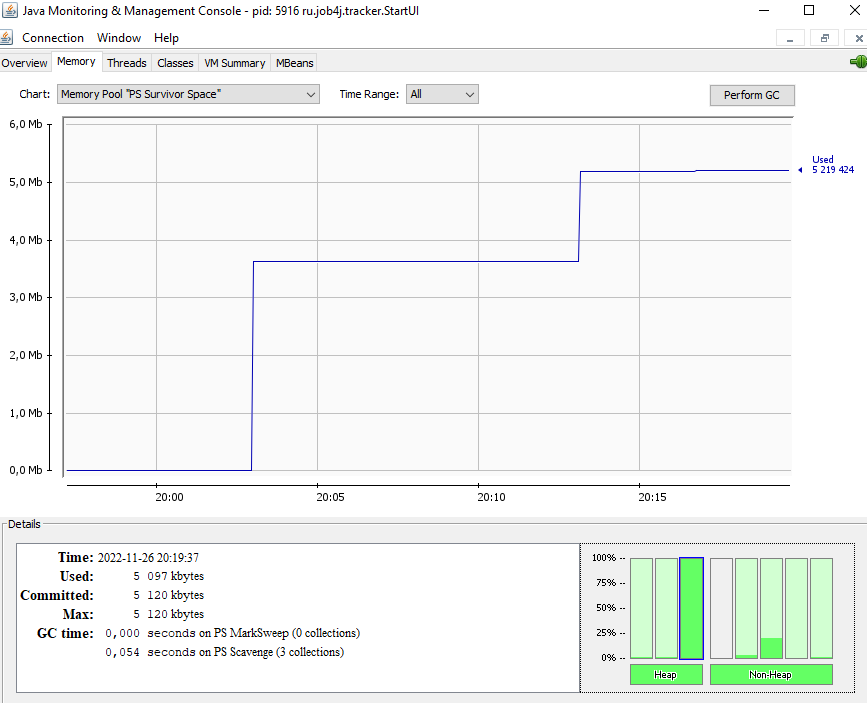 Java Monitoring & Management Console - pid: 5916 ru.job4j.tracker.StartUI
Connection Window Help
Overview Memory Threads Classes VM Summary MBeans
Chart: Memory Pool "PS Survivor Space" Time Range: All Perform GC
6,0 Mb
5,0 Mb
4,0 Mb
3,0 Mb
2,0 Mb
1,0 Mb
0,0 Mb
Used
5 219 424
20:00 20:05 20:10 20:15
Details
Time: 2022-11-26 20:19:37
Used: 5 097 kbytes
Committed: 5 120 kbytes
Max: 5 120 kbytes
GC time: 0,000 seconds on PS MarkSweep (0 collections)
0,054 seconds on PS Scavenge (3 collections)
100% --
75% --
50% --
25% --
0% --
Heap Non-Heap